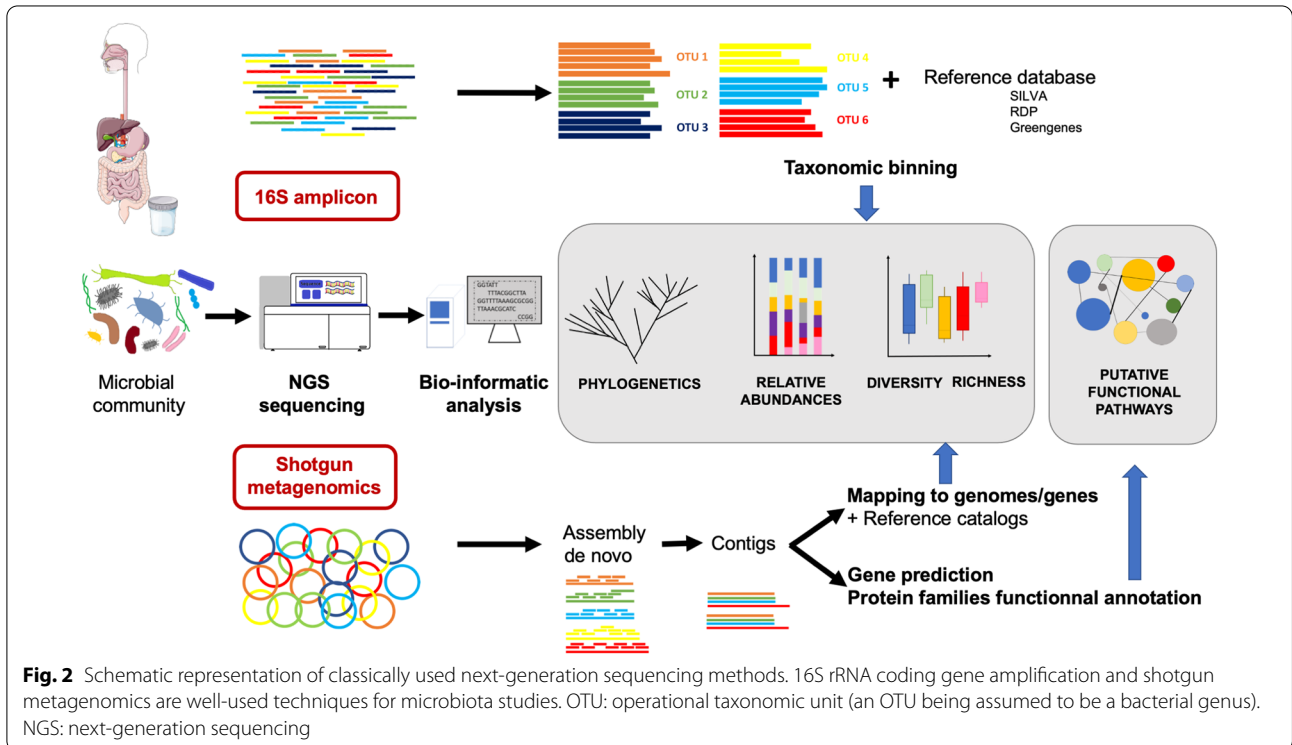 OTU 1
OTU 2
OTU 3
OTU 4
OTU 5
OTU 6
+
Reference database
SILVA
RDP
Greengenes
16S amplicon
Taxonomic binning
Microbial
community
NGS
sequencing
GGTATT
TTTACGGCTTA
GGTTTTAAAGCGCGG
TTAAACGCATC
CCGG
Bio-informatic
analysis
PHYLOGENETICS
RELATIVE
ABUNDANCES
DIVERSITY RICHNESS
PUTATIVE
FUNCTIONAL
PATHWAYS
Shotgun
metagenomics
Assembly
de novo
Contigs
Mapping to genomes/genes
+ Reference catalogs
Gene prediction
Protein families functionnal annotation
Fig. 2 Schematic representation of classically used next-generation sequencing methods. 16S rRNA coding gene amplification and shotgun
metagenomics are well-used techniques for microbiota studies. OTU: operational taxonomic unit (an OTU being assumed to be a bacterial genus).
NGS: next-generation sequencing